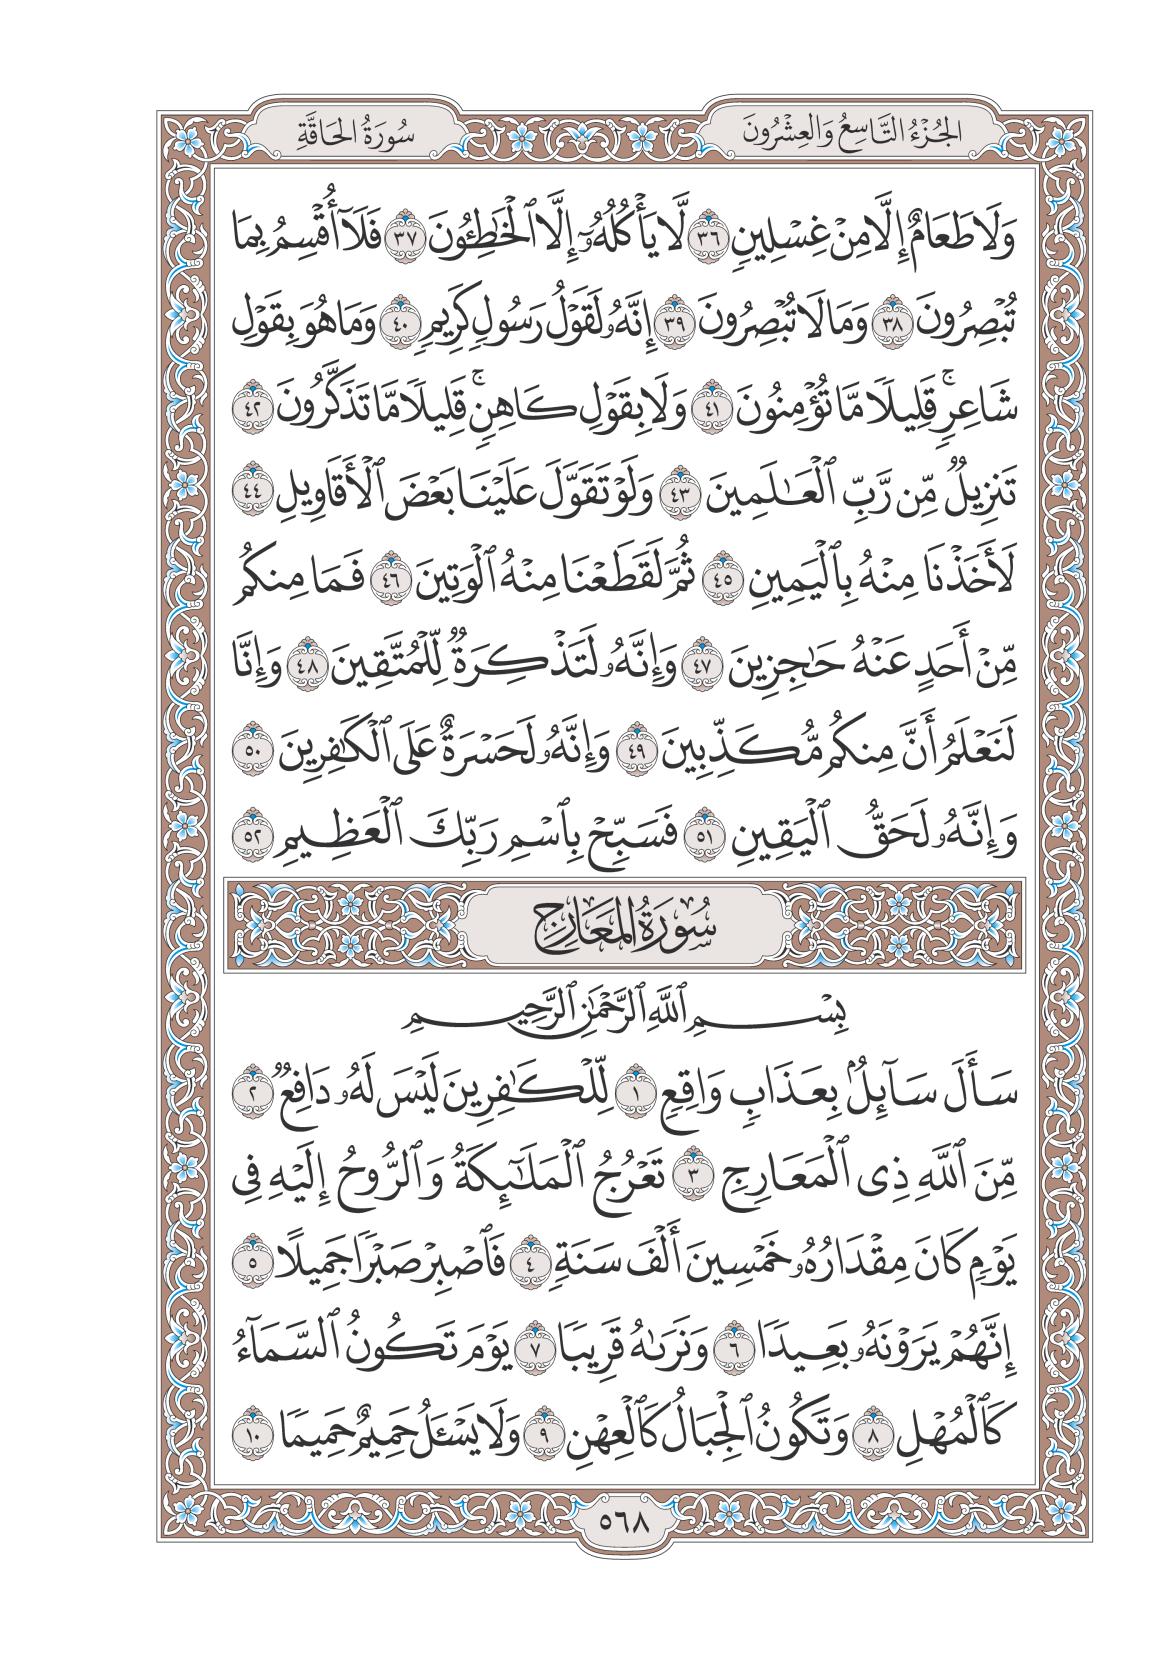 الجُزْءُ التَّاسِعُ وَالعِشْرُونَ
سُورَةُ الحَاقَّةِ
وَلَا طَعَامٌ إِلَّا مِنْ غِسْلِينٍ ٣٦ لَّا يَأْكُلُهُۥٓ إِلَّا ٱلْخَٰطِـُٔونَ ٣٧ فَلَآ أُقْسِمُ بِمَا
تُبْصِرُونَ ٣٨ وَمَا لَا تُبْصِرُونَ ٣٩ إِنَّهُۥ لَقَوْلُ رَسُولٍ كَرِيمٍ ٤٠ وَمَا هُوَ بِقَوْلِ
شَاعِرٍ ۚ قَلِيلًا مَّا تُؤْمِنُونَ ٤١ وَلَا بِقَوْلِ كَاهِنٍ ۚ قَلِيلًا مَّا تَذَكَّرُونَ ٤٢
تَنزِيلٌ مِّن رَّبِّ ٱلْعَٰلَمِينَ ٤٣ وَلَوْ تَقَوَّلَ عَلَيْنَا بَعْضَ ٱلْأَقَاوِيلِ ٤٤
لَأَخَذْنَا مِنْهُ بِٱلْيَمِينِ ٤٥ ثُمَّ لَقَطَعْنَا مِنْهُ ٱلْوَتِينَ ٤٦ فَمَا مِنكُم
مِّنْ أَحَدٍ عَنْهُ حَٰجِزِينَ ٤٧ وَإِنَّهُۥ لَتَذْكِرَةٌ لِّلْمُتَّقِينَ ٤٨ وَإِنَّا
لَنَعْلَمُ أَنَّ مِنكُم مُّكَذِّبِينَ ٤٩ وَإِنَّهُۥ لَحَسْرَةٌ عَلَى ٱلْكَٰفِرِينَ ٥٠
وَإِنَّهُۥ لَحَقُّ ٱلْيَقِينِ ٥١ فَسَبِّحْ بِٱسْمِ رَبِّكَ ٱلْعَظِيمِ ٥٢
سُورَةُ المَعَارِجِ
بِسْمِ ٱللَّهِ ٱلرَّحْمَٰنِ ٱلرَّحِيمِ
سَأَلَ سَآئِلٌۢ بِعَذَابٍ وَاقِعٍ ١ لِّلْكَٰفِرِينَ لَيْسَ لَهُۥ دَافِعٌ ٢
مِّنَ ٱللَّهِ ذِى ٱلْمَعَارِجِ ٣ تَعْرُجُ ٱلْمَلَٰٓئِكَةُ وَٱلرُّوحُ إِلَيْهِ فِى
يَوْمٍ كَانَ مِقْدَارُهُۥ خَمْسِينَ أَلْفَ سَنَةٍ ٤ فَٱصْبِرْ صَبْرًا جَمِيلًا ٥
إِنَّهُمْ يَرَوْنَهُۥ بَعِيدًا ٦ وَنَرَىٰهُ قَرِيبًا ٧ يَوْمَ تَكُونُ ٱلسَّمَآءُ
كَٱلْمُهْلِ ٨ وَتَكُونُ ٱلْجِبَالُ كَٱلْعِهْنِ ٩ وَلَا يَسْـَٔلُ حَمِيمٌ حَمِيمًا ١٠
٥٦٨